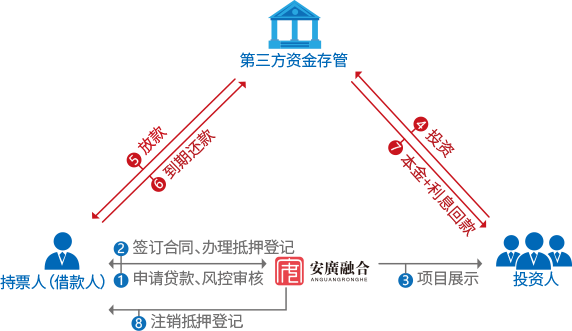 第三方资金存管
⑤ 放款
⑥ 到期还款
④ 投资
⑦ 本金+利息回款
② 签订合同、办理抵押登记
① 申请贷款、风控审核
持票人（借款人）
安廣融合
ANGUANGRONGHE
③ 项目展示
投资人
⑧ 注销抵押登记